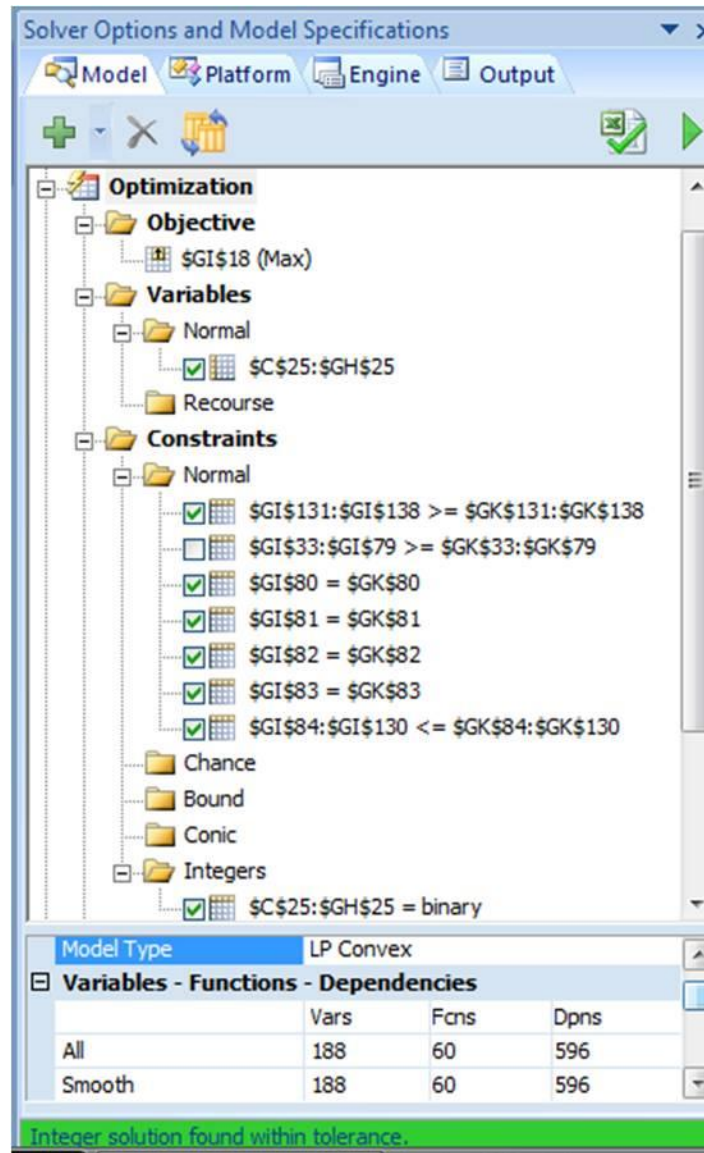 Solver Options and Model Specifications
Model Platform Engine Output
Optimization
Objective
$GI$18 (Max)
Variables
Normal
$C$25:$GH$25
Recourse
Constraints
Normal
$GI$131:$GI$138 >= $GK$131:$GK$138
$GI$33:$GI$79 >= $GK$33:$GK$79
$GI$80 = $GK$80
$GI$81 = $GK$81
$GI$82 = $GK$82
$GI$83 = $GK$83
$GI$84:$GI$130 <= $GK$84:$GK$130
Chance
Bound
Conic
Integers
$C$25:$GH$25 = binary
Model Type LP Convex
Variables - Functions - Dependencies
Vars Fcns Dpns
All 188 60 596
Smooth 188 60 596
Integer solution found within tolerance.